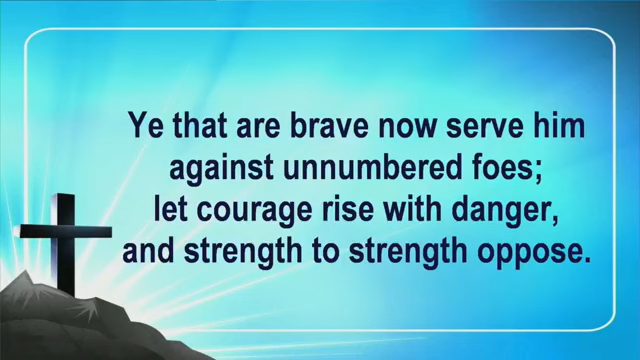 Ye that are brave now serve him
against unnumbered foes;
let courage rise with danger,
and strength to strength oppose.